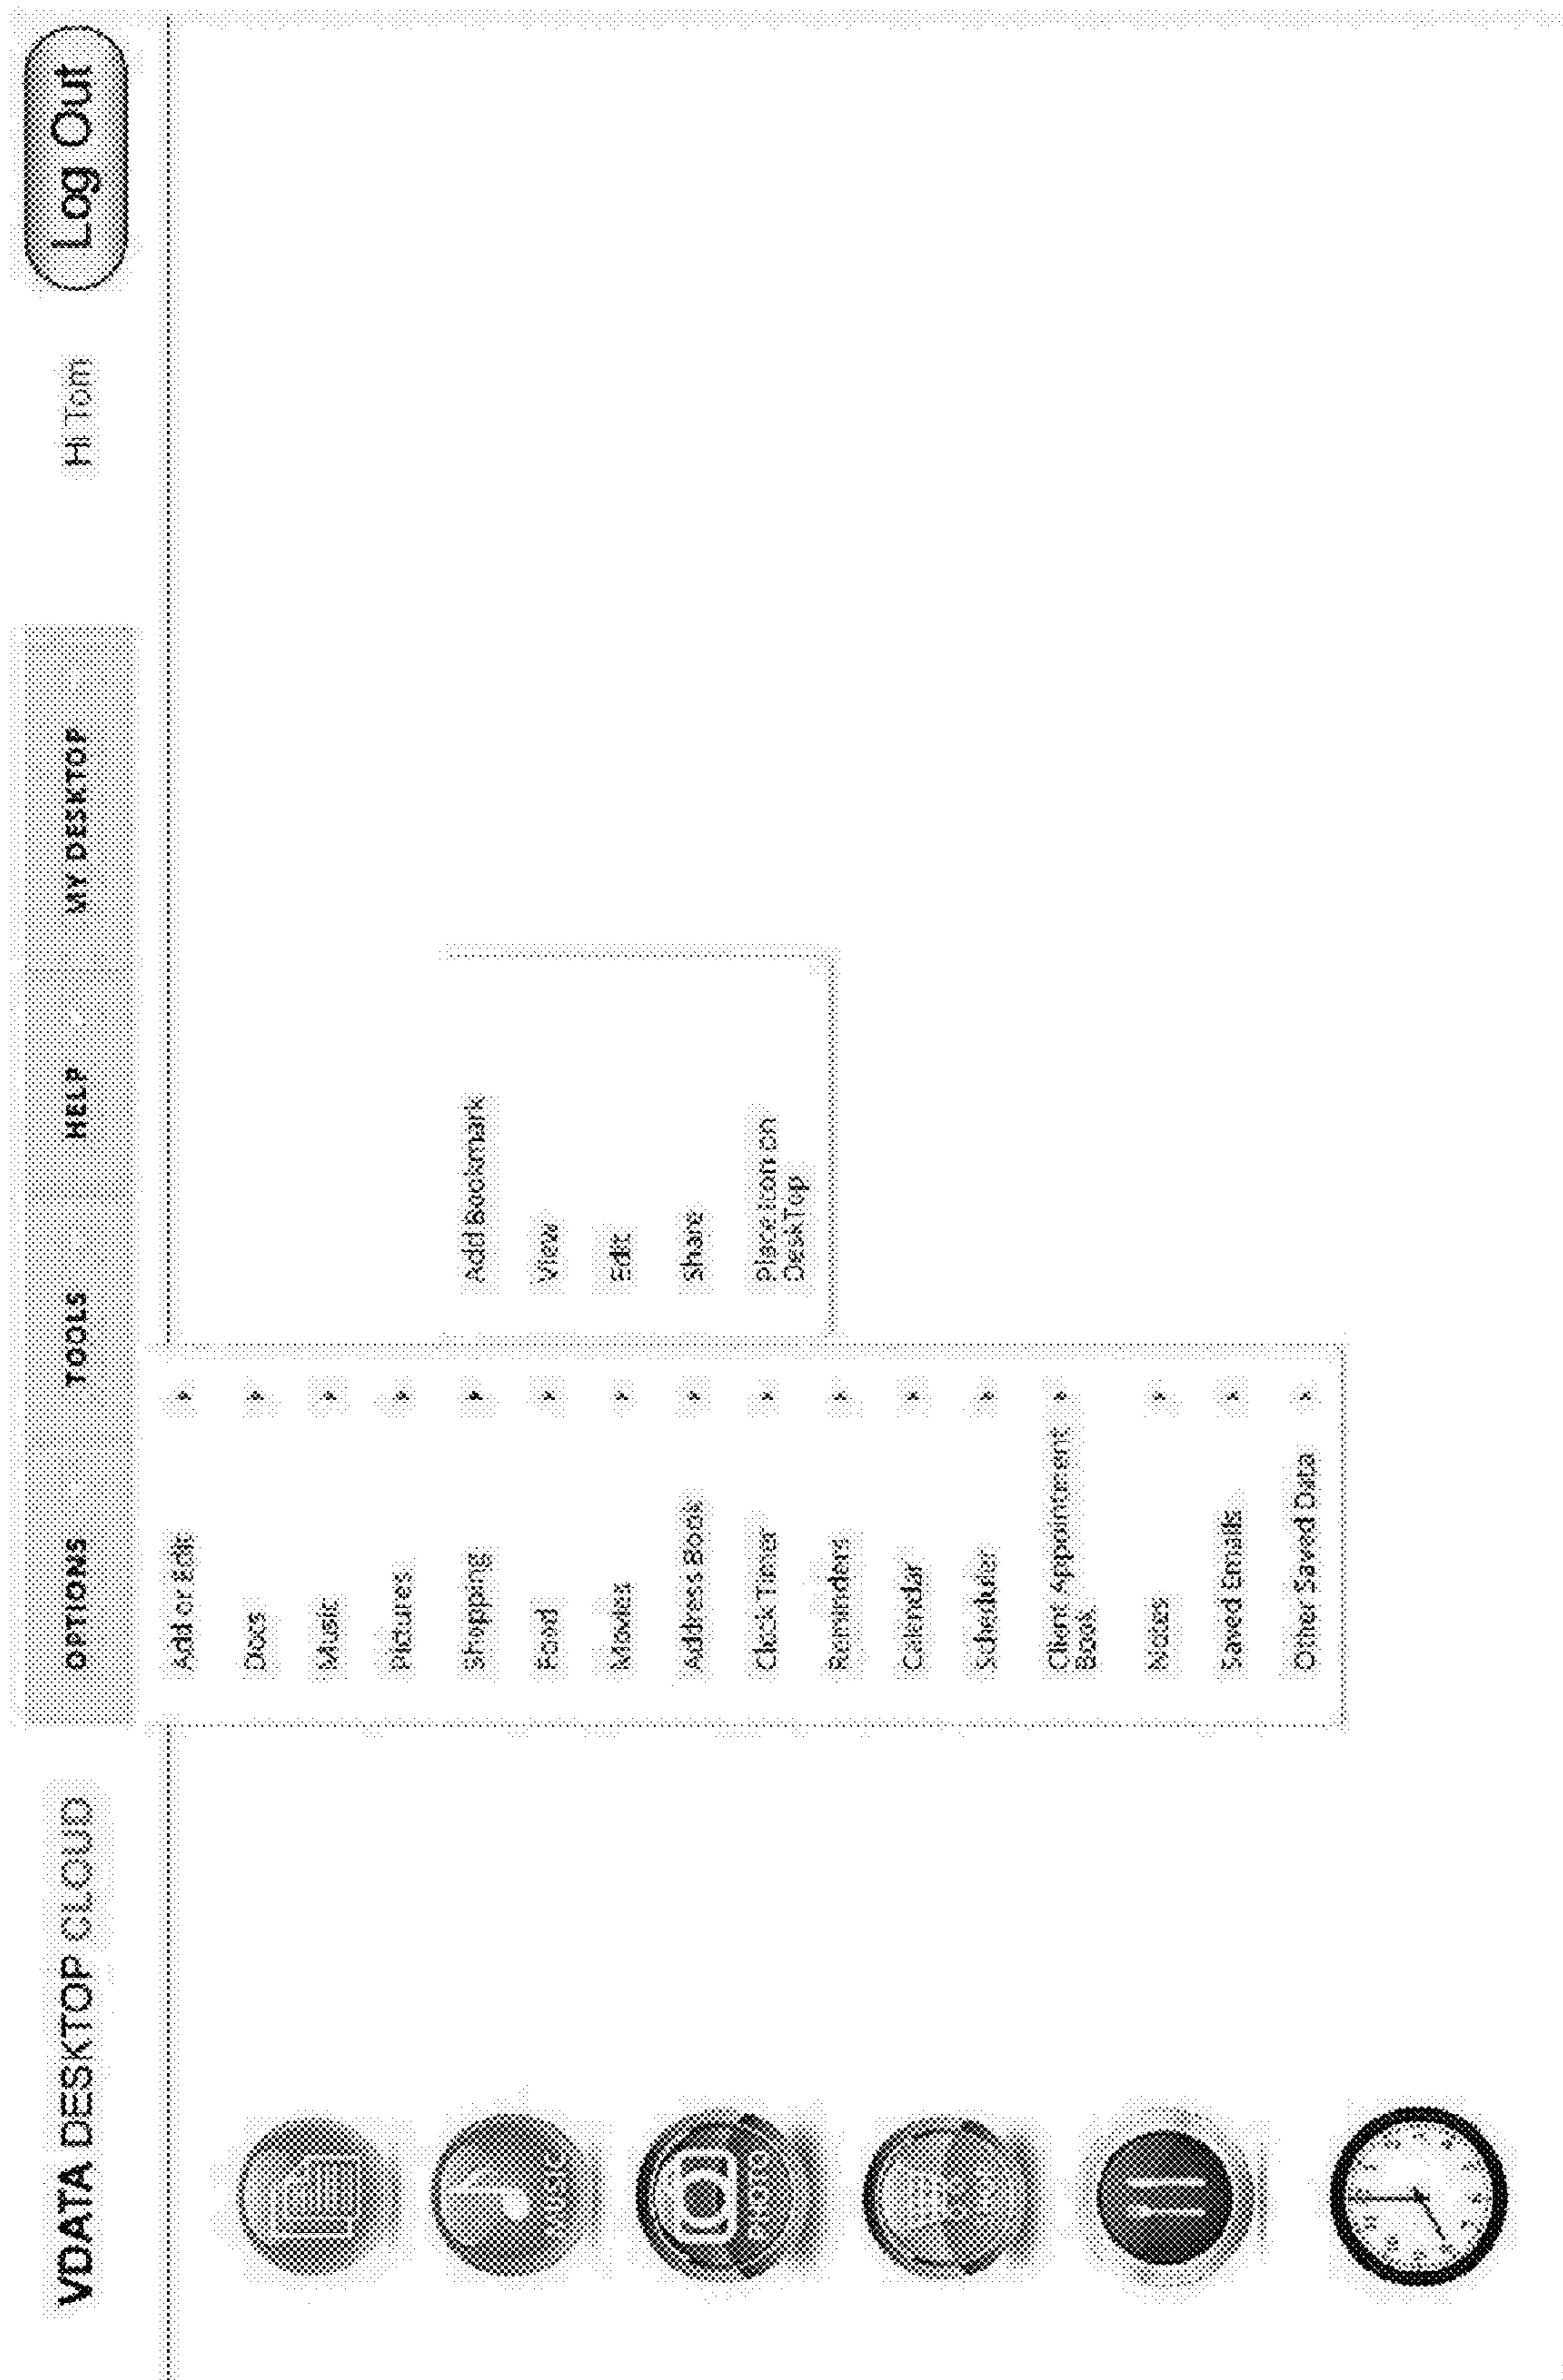 VDATA DESKTOP CLOUD
OPTIONS
TOOLS
HELP
MY DESKTOP
Hi Tom
Log Out
Add or Edit
Docs
Music
Pictures
Shopping
Food
Movies
Address Book
Clock Timer
Reminders
Calendar
Scheduler
Client Appointment
Book
Notes
Saved Emails
Other Saved Data
Add Bookmark
View
Edit
Share
Place Icon on
DeskTop
MUSIC
PHOTO